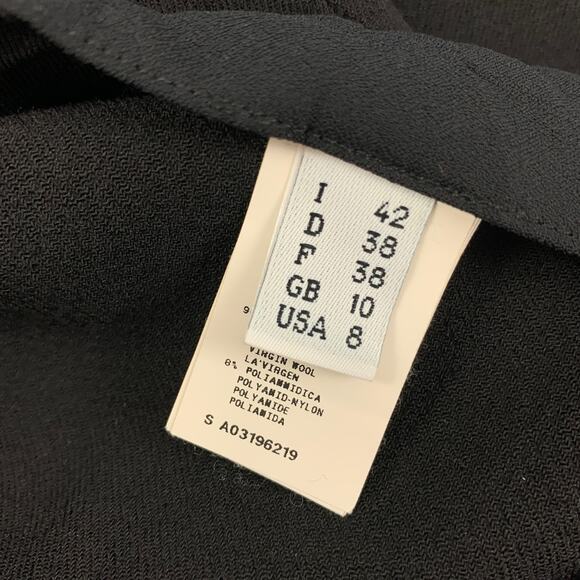 I 42
D 38
F 38
GB 10
USA 8
9
VIRGIN WOOL
LA'VIRGEN
8% POLIAMMIDICA
POLYAMID-NYLON
POLYAMIDE
POLIAMIDA
S A03196219